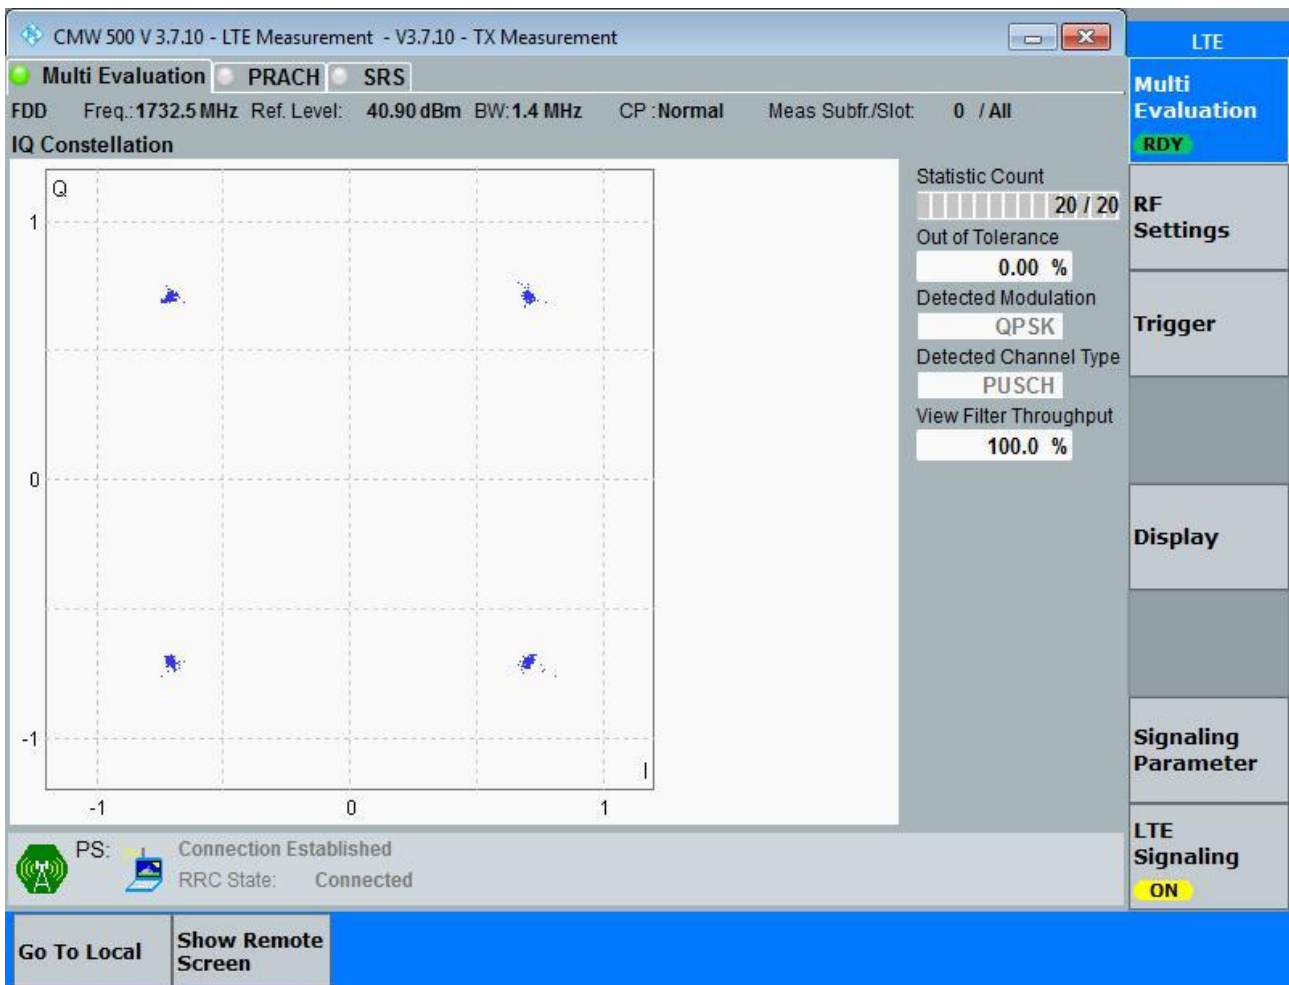 CMW 500 V 3.7.10 - LTE Measurement - V3.7.10 - TX Measurement
LTE
Multi Evaluation PRACH SRS
FDD Freq.:1732.5 MHz Ref. Level: 40.90 dBm BW:1.4 MHz CP :Normal Meas Subfr./Slot: 0 / All
IQ Constellation
Q
1
0
-1
-1 0 1
I
Statistic Count
20 / 20
Out of Tolerance
0.00 %
Detected Modulation
QPSK
Detected Channel Type
PUSCH
View Filter Throughput
100.0 %
Multi
Evaluation
RDY
RF
Settings
Trigger
Display
Signaling
Parameter
LTE
Signaling
ON
PS: Connection Established
RRC State: Connected
Go To Local
Show Remote
Screen